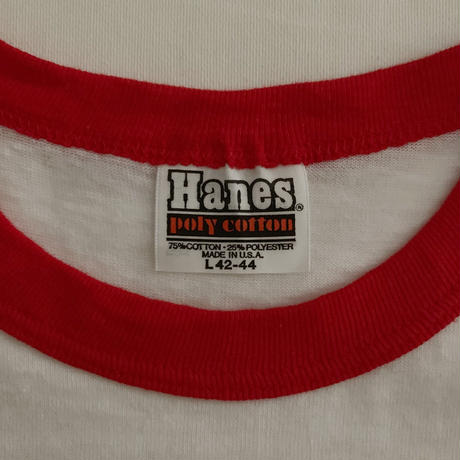 Hanes®
poly cotton
75% COTTON • 25% POLYESTER
MADE IN U.S.A.
L 42-44